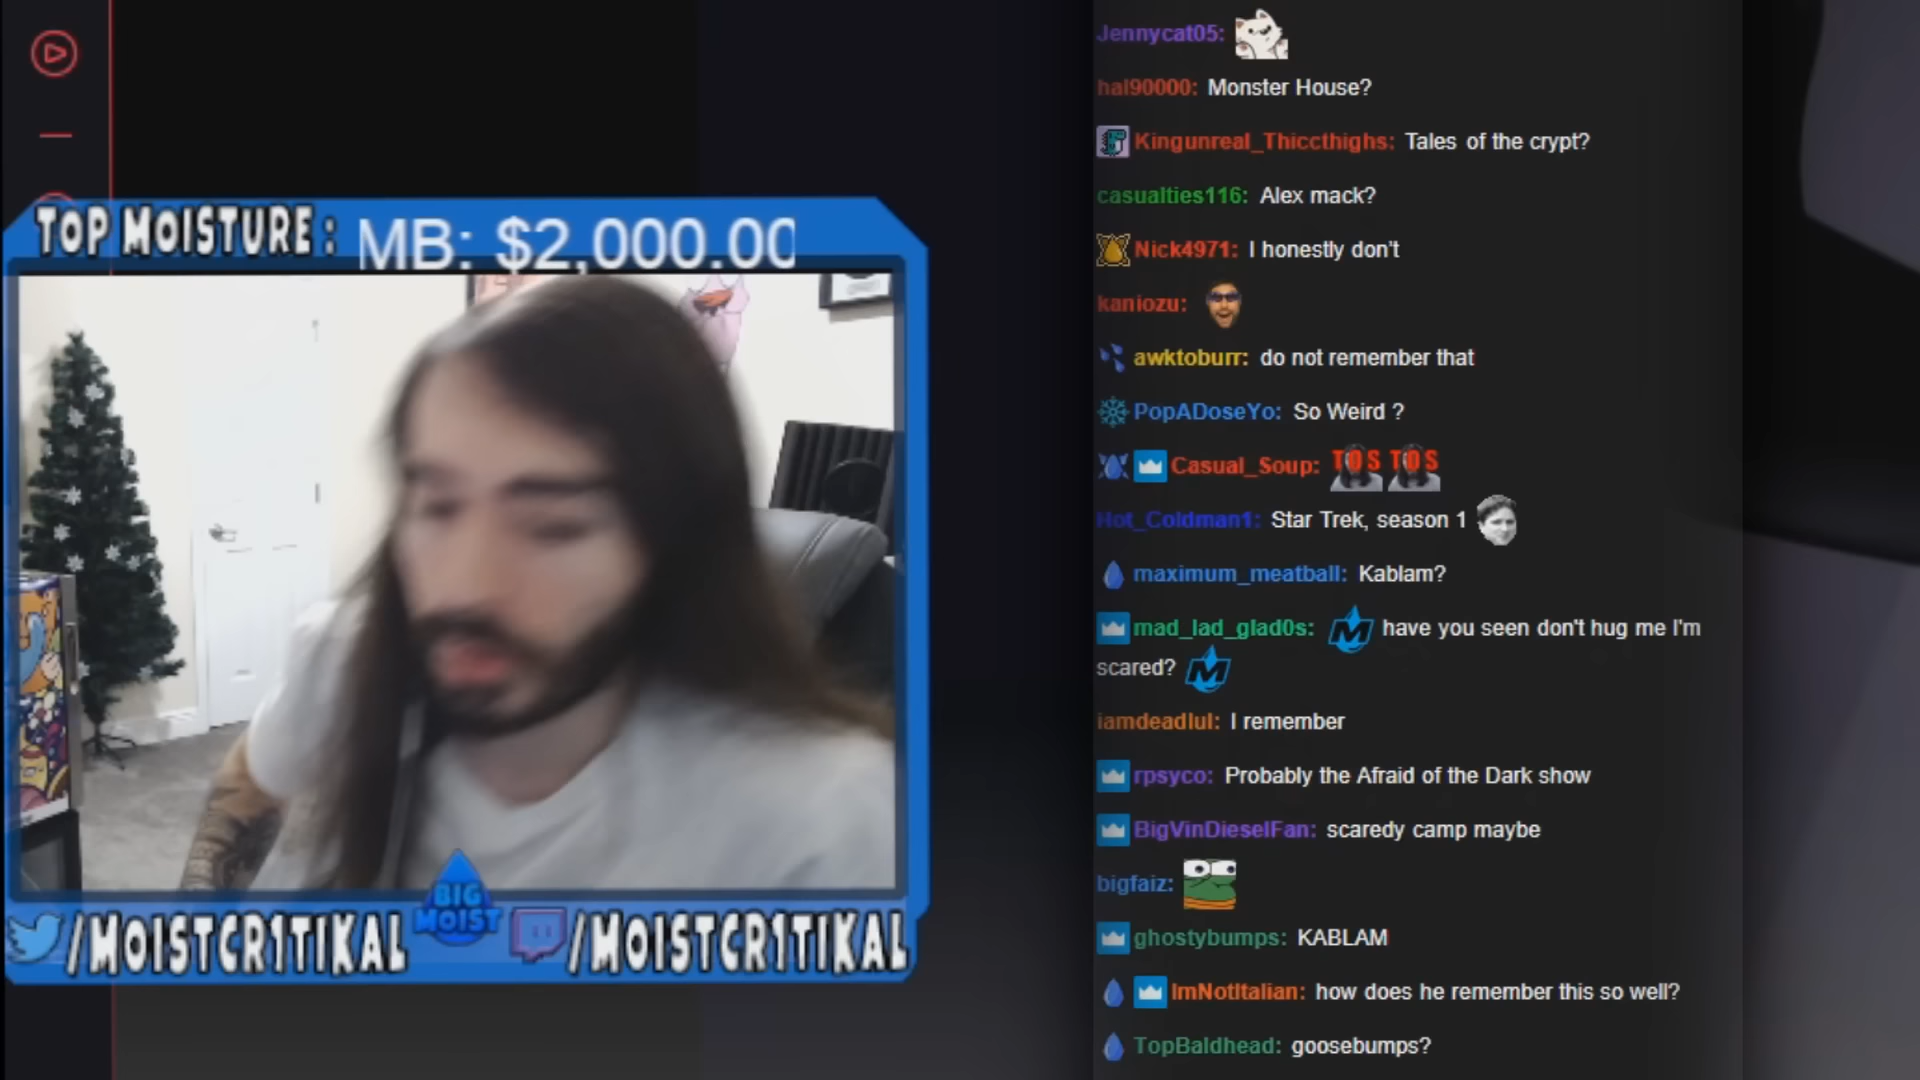 TOP MOISTURE :
MB: $2,000.00
BIG
MOIST
/MOISTCR1TIKAL
/MOISTCR1TIKAL
Jennycat05:
hal90000: Monster House?
Kingunreal_Thiccthighs: Tales of the crypt?
casualties116: Alex mack?
Nick4971: I honestly don't
kaniozu:
awktoburr: do not remember that
PopADoseYo: So Weird ?
Casual_Soup: TOS TOS
Hot_Coldman1: Star Trek, season 1
maximum_meatball: Kablam?
mad_lad_glad0s: M have you seen don't hug me I'm
scared? M
iamdeadlul: I remember
rpsyco: Probably the Afraid of the Dark show
BigVinDieselFan: scaredy camp maybe
bigfaiz:
ghostybumps: KABLAM
ImNotItalian: how does he remember this so well?
TopBaldhead: goosebumps?